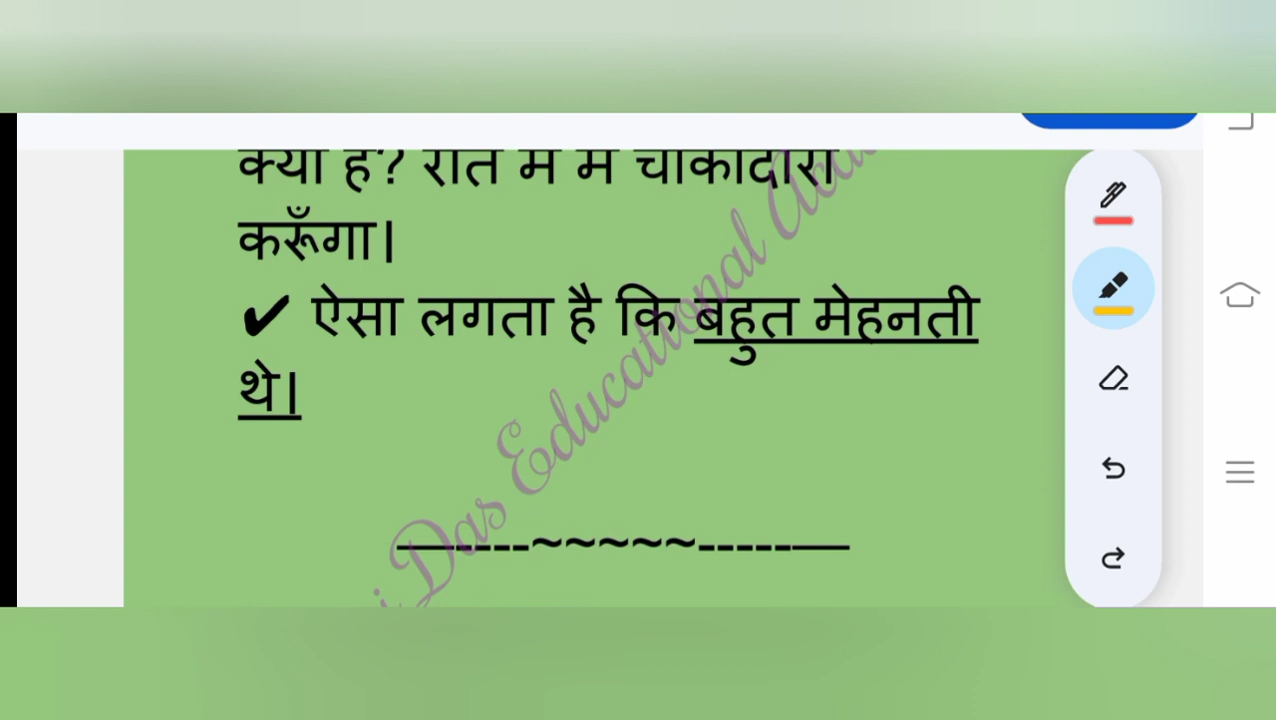 क्या है? रात में मैं चौकीदारी
करूँगा।
✔ ऐसा लगता है कि बहुत मेहनती
थे।
Das Educational
------~~~~~------